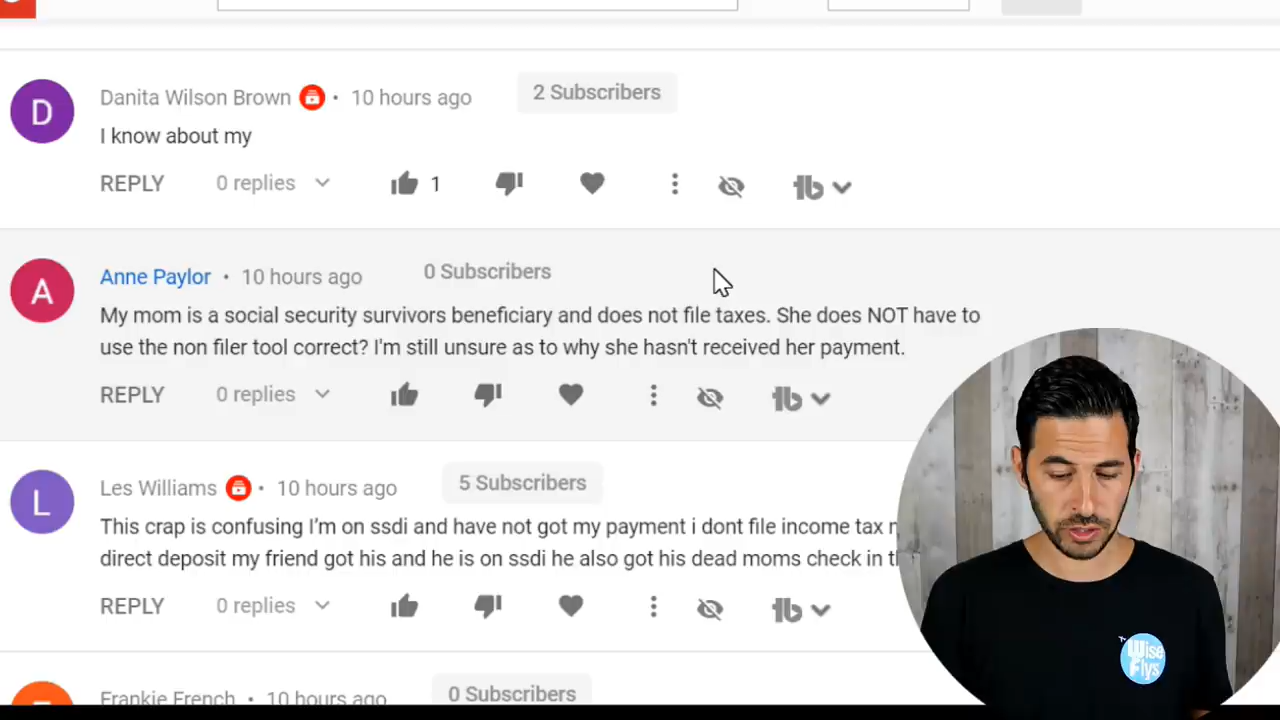 D
Danita Wilson Brown • 10 hours ago 2 Subscribers
I know about my
REPLY 0 replies 1
A
Anne Paylor • 10 hours ago 0 Subscribers
My mom is a social security survivors beneficiary and does not file taxes. She does NOT have to
use the non filer tool correct? I'm still unsure as to why she hasn't received her payment.
REPLY 0 replies
L
Les Williams • 10 hours ago 5 Subscribers
This crap is confusing I'm on ssdi and have not got my payment i dont file income tax
direct deposit my friend got his and he is on ssdi he also got his dead moms check in
REPLY 0 replies
Frankie French • 10 hours ago 0 Subscribers
Wise
Flys